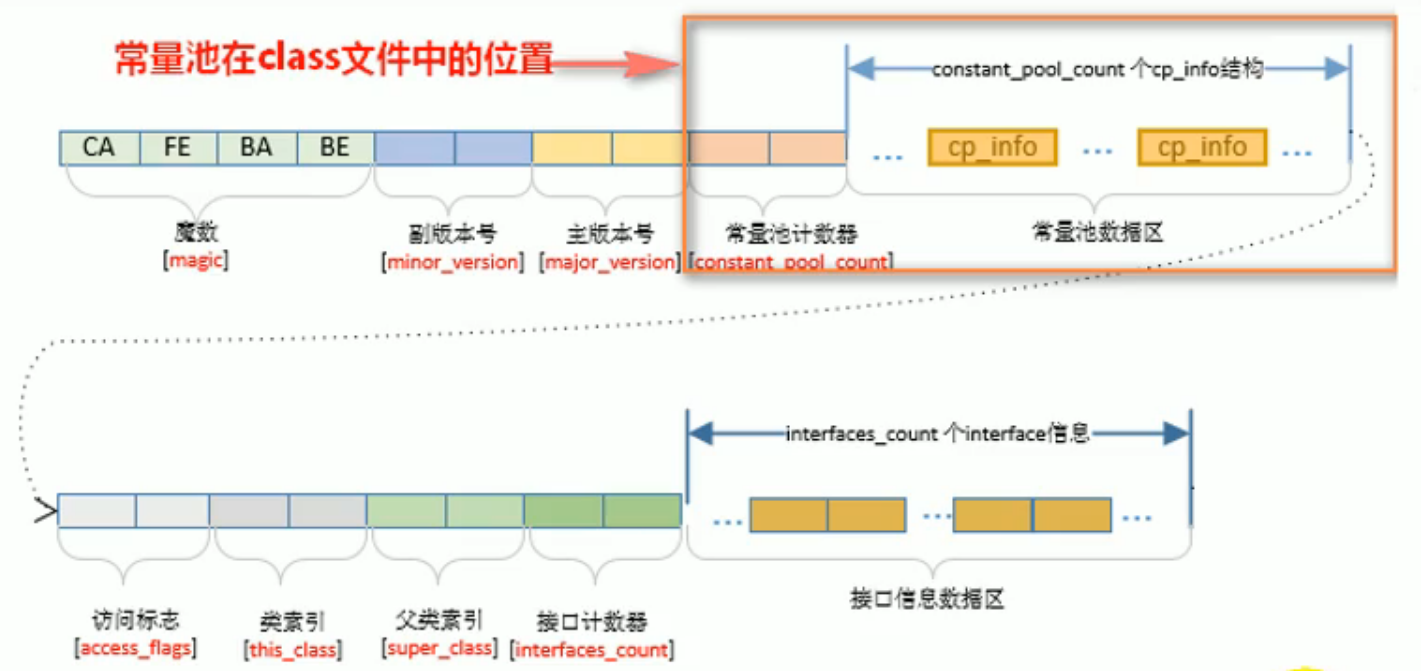 常量池在class文件中的位置
constant_pool_count 个cp_info结构
CA FE BA BE
... cp_info ... cp_info ...
魔数 副版本号 主版本号 常量池计数器 常量池数据区
[magic] [minor_version] [major_version] [constant_pool_count]
interfaces_count 个interface信息
... ... ...
访问标志 类索引 父类索引 接口计数器 接口信息数据区
[access_flags] [this_class] [super_class] [interfaces_count]